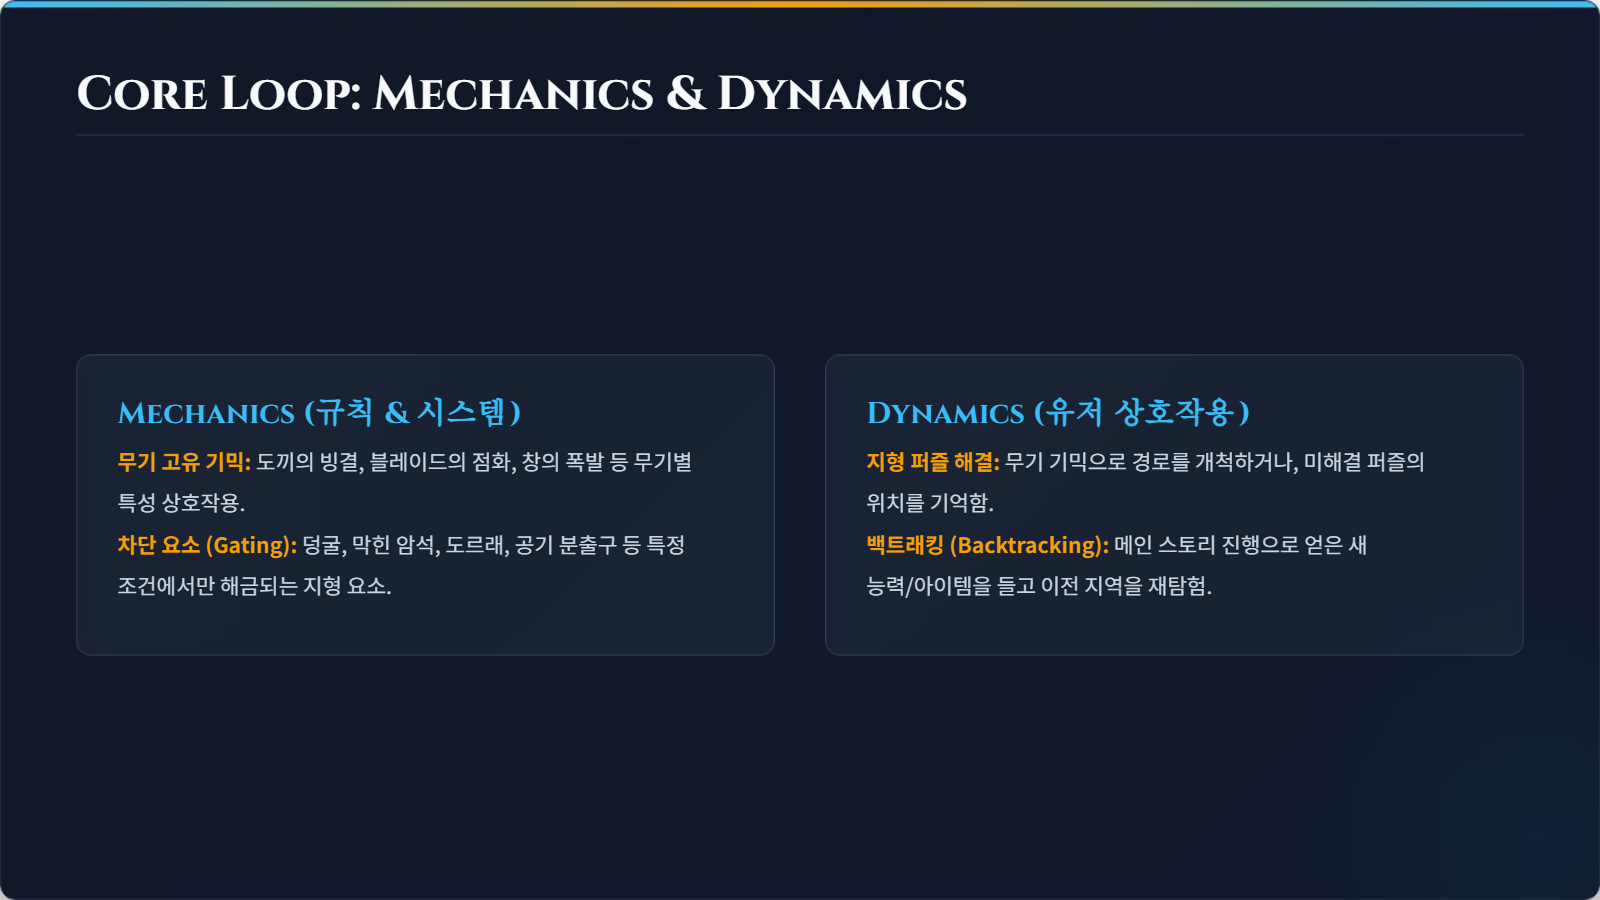 Core Loop: Mechanics & Dynamics
Mechanics (규칙 & 시스템)
무기 고유 기믹: 도끼의 빙결, 블레이드의 점화, 창의 폭발 등 무기별
특성 상호작용.
차단 요소 (Gating): 덩굴, 막힌 암석, 도르래, 공기 분출구 등 특정
조건에서만 해금되는 지형 요소.
Dynamics (유저 상호작용)
지형 퍼즐 해결: 무기 기믹으로 경로를 개척하거나, 미해결 퍼즐의
위치를 기억함.
백트래킹 (Backtracking): 메인 스토리 진행으로 얻은 새
능력/아이템을 들고 이전 지역을 재탐험.